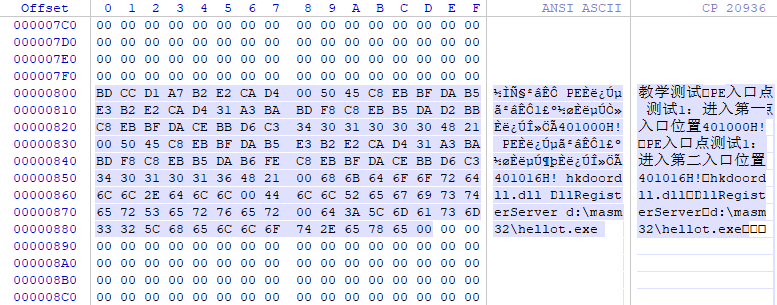 Offset 0 1 2 3 4 5 6 7 8 9 A B C D E F ANSI ASCII CP 20936
000007C0 00 00 00 00 00 00 00 00 00 00 00 00 00 00 00 00
000007D0 00 00 00 00 00 00 00 00 00 00 00 00 00 00 00 00
000007E0 00 00 00 00 00 00 00 00 00 00 00 00 00 00 00 00
000007F0 00 00 00 00 00 00 00 00 00 00 00 00 00 00 00 00
00000800 BD CC D1 A7 B2 E2 CA D4 00 50 45 C8 EB BF DA B5 ½ÌÑ§²âÊÔ PEÈë¿Úµ 教学测试□PE入口点
00000810 E3 B2 E2 CA D4 31 A3 BA BD F8 C8 EB B5 DA D2 BB ã²âÊÔ1£º½øÈëµÚÒ» 测试1：进入第一
00000820 C8 EB BF DA CE BB D6 C3 34 30 31 30 30 30 48 21 Èë¿ÚÎ»ÖÃ401000H! 入口位置401000H!
00000830 00 50 45 C8 EB BF DA B5 E3 B2 E2 CA D4 31 A3 BA PEÈë¿Úµã²âÊÔ1£º □PE入口点测试1：
00000840 BD F8 C8 EB B5 DA B6 FE C8 EB BF DA CE BB D6 C3 ½øÈëµÚ¶þÈë¿ÚÎ»ÖÃ 进入第二入口位置
00000850 34 30 31 30 31 36 48 21 00 68 6B 64 6F 6F 72 64 401016H! hkdoord 401016H!□hkdoord
00000860 6C 6C 2E 64 6C 6C 00 44 6C 6C 52 65 67 69 73 74 ll.dll DllRegist ll.dll□DllRegist
00000870 65 72 53 65 72 76 65 72 00 64 3A 5C 6D 61 73 6D erServer d:\masm erServer□d:\masm
00000880 33 32 5C 68 65 6C 6C 6F 74 2E 65 78 65 00 00 00 32\hellot.exe 32\hellot.exe□□□
00000890 00 00 00 00 00 00 00 00 00 00 00 00 00 00 00 00
000008A0 00 00 00 00 00 00 00 00 00 00 00 00 00 00 00 00
000008B0 00 00 00 00 00 00 00 00 00 00 00 00 00 00 00 00
000008C0 00 00 00 00 00 00 00 00 00 00 00 00 00 00 00 00